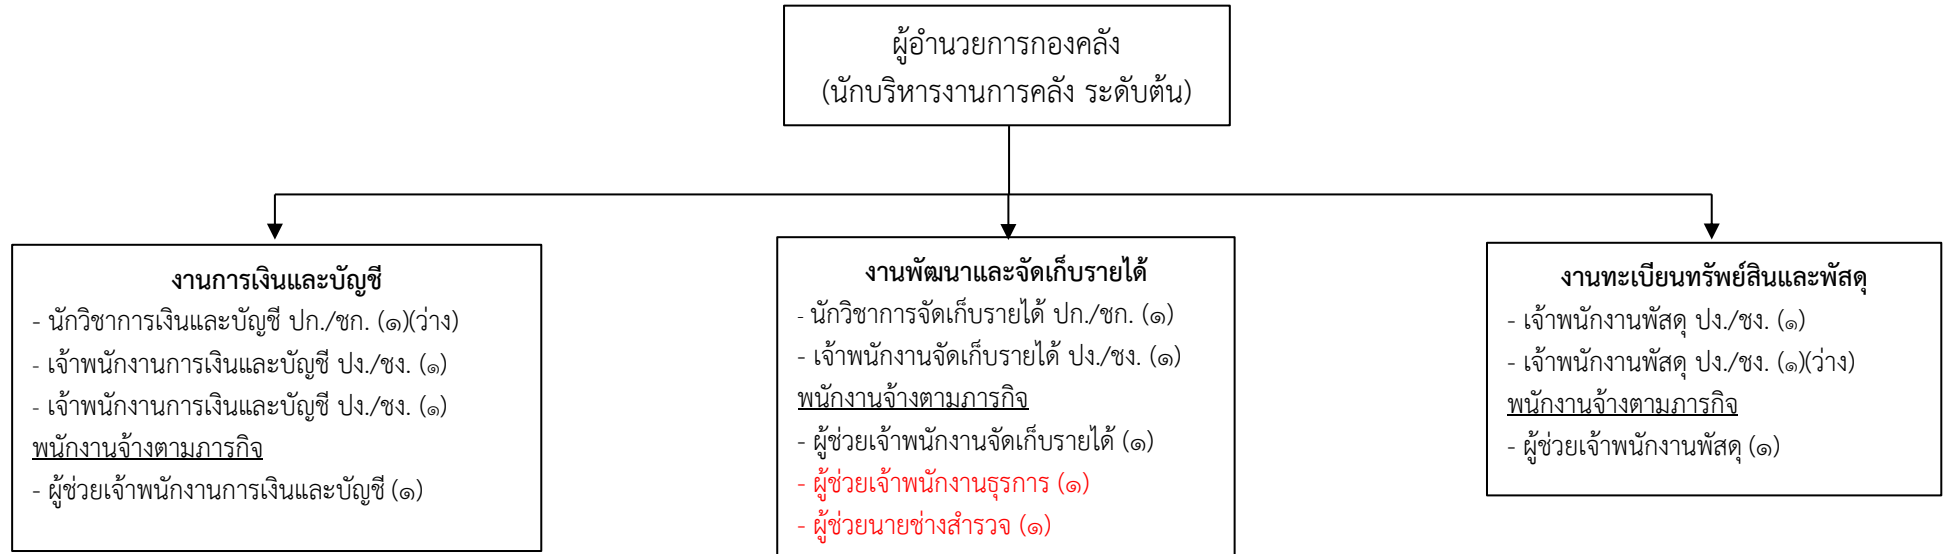 ผู้อำนวยการกองคลัง
(นักบริหารงานการคลัง ระดับต้น)
งานการเงินและบัญชี
- นักวิชาการเงินและบัญชี ปก./ชก. (๑)(ว่าง)
- เจ้าพนักงานการเงินและบัญชี ปง./ชง. (๑)
- เจ้าพนักงานการเงินและบัญชี ปง./ชง. (๑)
พนักงานจ้างตามภารกิจ
- ผู้ช่วยเจ้าพนักงานการเงินและบัญชี (๑)
งานพัฒนาและจัดเก็บรายได้
- นักวิชาการจัดเก็บรายได้ ปก./ชก. (๑)
- เจ้าพนักงานจัดเก็บรายได้ ปง./ชง. (๑)
พนักงานจ้างตามภารกิจ
- ผู้ช่วยเจ้าพนักงานจัดเก็บรายได้ (๑)
- ผู้ช่วยเจ้าพนักงานธุรการ (๑)
- ผู้ช่วยนายช่างสำรวจ (๑)
งานทะเบียนทรัพย์สินและพัสดุ
- เจ้าพนักงานพัสดุ ปง./ชง. (๑)
- เจ้าพนักงานพัสดุ ปง./ชง. (๑)(ว่าง)
พนักงานจ้างตามภารกิจ
- ผู้ช่วยเจ้าพนักงานพัสดุ (๑)